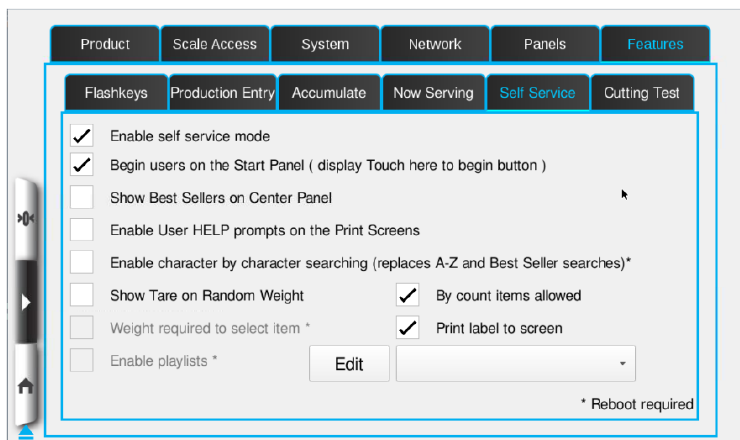 Product Scale Access System Network Panels Features
Flashkeys Production Entry Accumulate Now Serving Self Service Cutting Test
Enable self service mode
Begin users on the Start Panel ( display Touch here to begin button )
Show Best Sellers on Center Panel
Enable User HELP prompts on the Print Screens
Enable character by character searching (replaces A-Z and Best Seller searches)*
Show Tare on Random Weight By count items allowed
Weight required to select item * Print label to screen
Enable playlists * Edit
* Reboot required
>0<